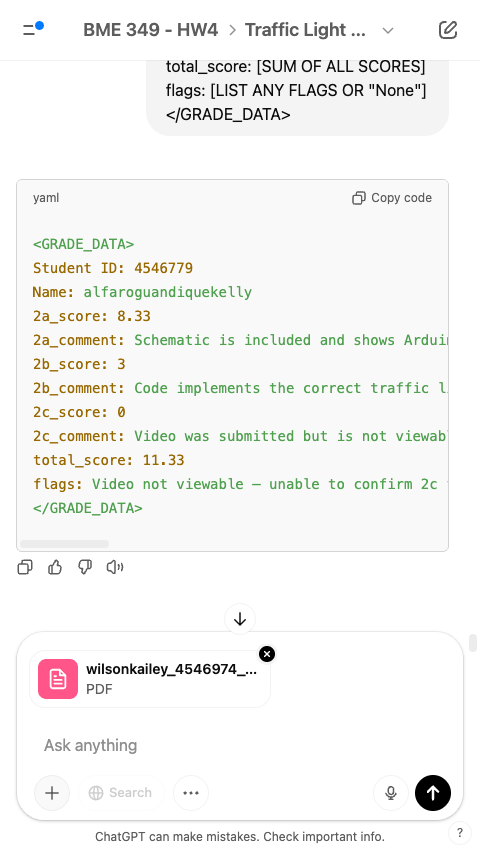 BME 349 - HW4 > Traffic Light ...
total_score: [SUM OF ALL SCORES]
flags: [LIST ANY FLAGS OR "None"]
</GRADE_DATA>
yaml
Copy code
<GRADE_DATA>
Student ID: 4546779
Name: alfaroguandiquekelly
2a_score: 8.33
2a_comment: Schematic is included and shows Ardui
2b_score: 3
2b_comment: Code implements the correct traffic l
2c_score: 0
2c_comment: Video was submitted but is not viewab
total_score: 11.33
flags: Video not viewable — unable to confirm 2c
</GRADE_DATA>
wilsonkailey_4546974_...
PDF
Ask anything
Search
ChatGPT can make mistakes. Check important info.
?